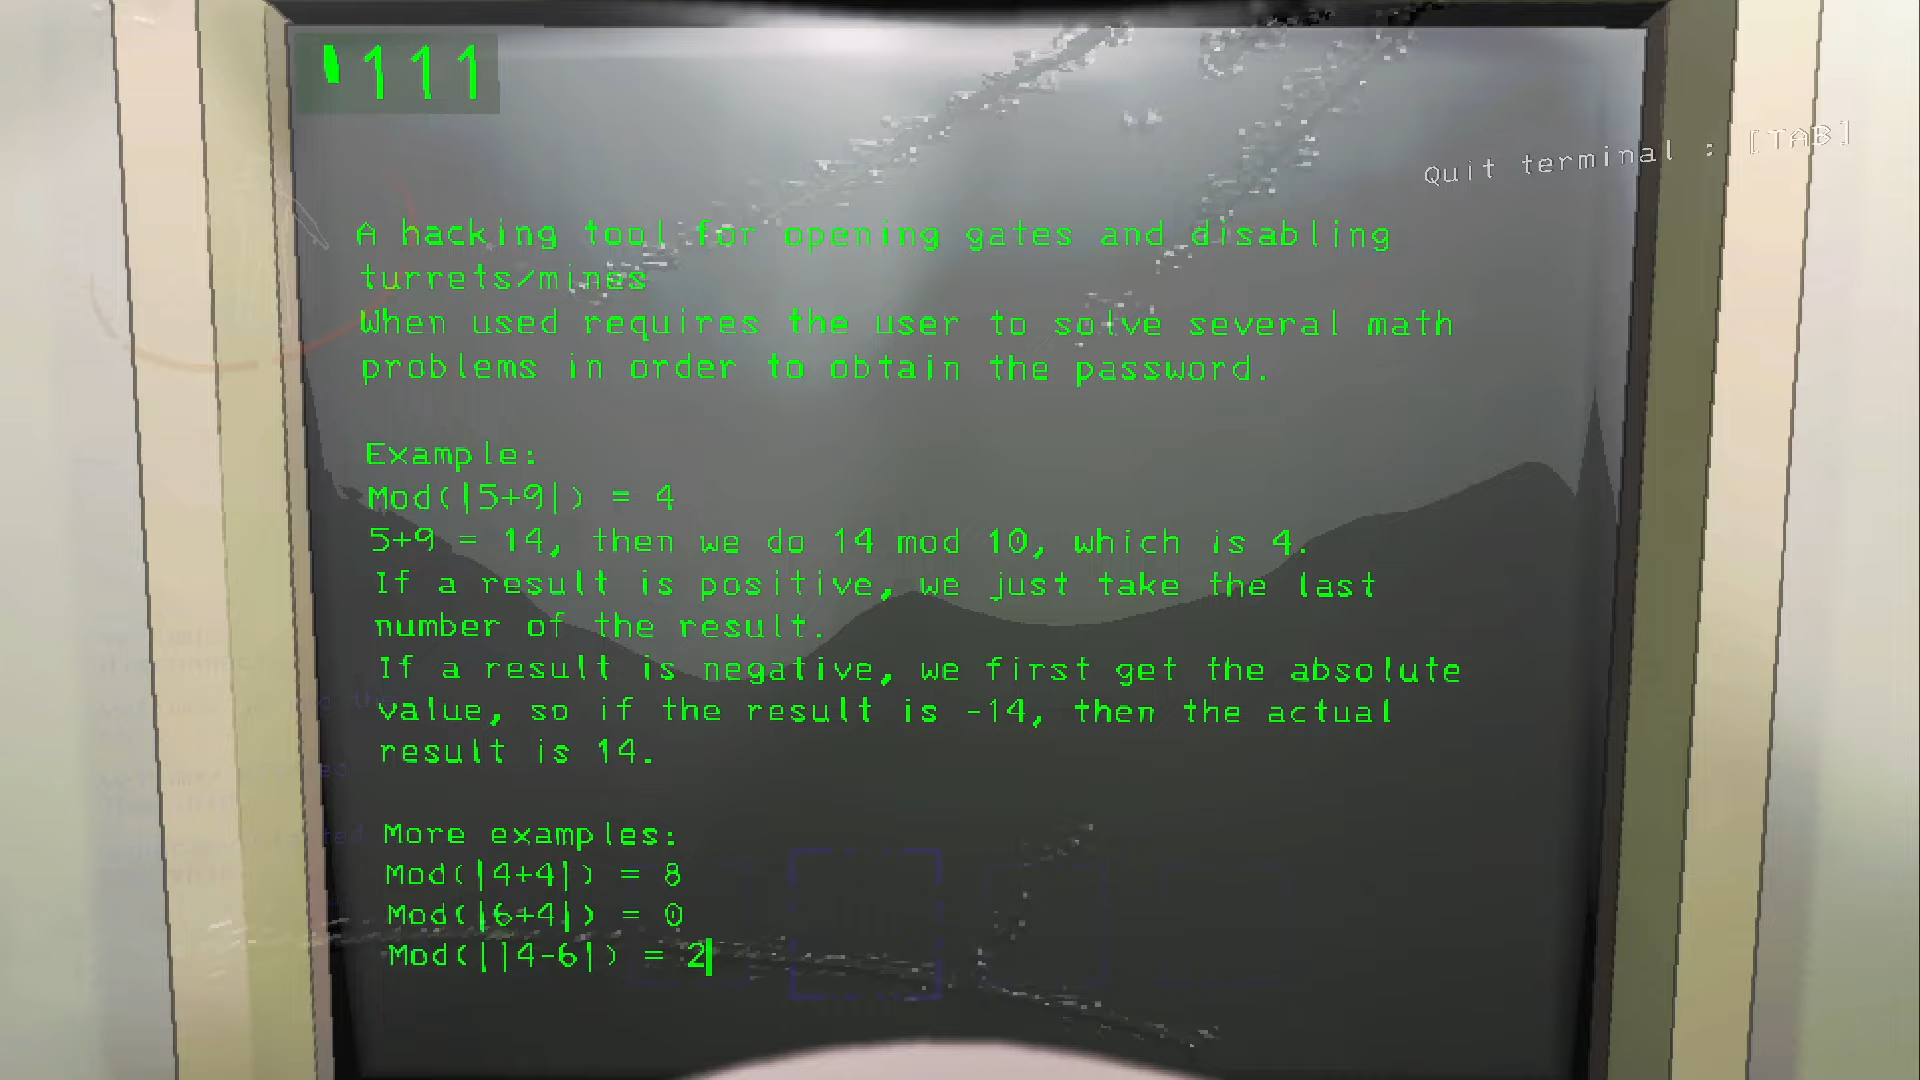 111
Quit terminal : [TAB]
A hacking tool for opening gates and disabling
turrets/mines
When used requires the user to solve several math
problems in order to obtain the password.
Example:
Mod(|5+9|) = 4
5+9 = 14, then we do 14 mod 10, which is 4.
If a result is positive, we just take the last
number of the result.
If a result is negative, we first get the absolute
value, so if the result is -14, then the actual
result is 14.
More examples:
Mod(|4+4|) = 8
Mod(|6+4|) = 0
Mod(||4-6|) = 2